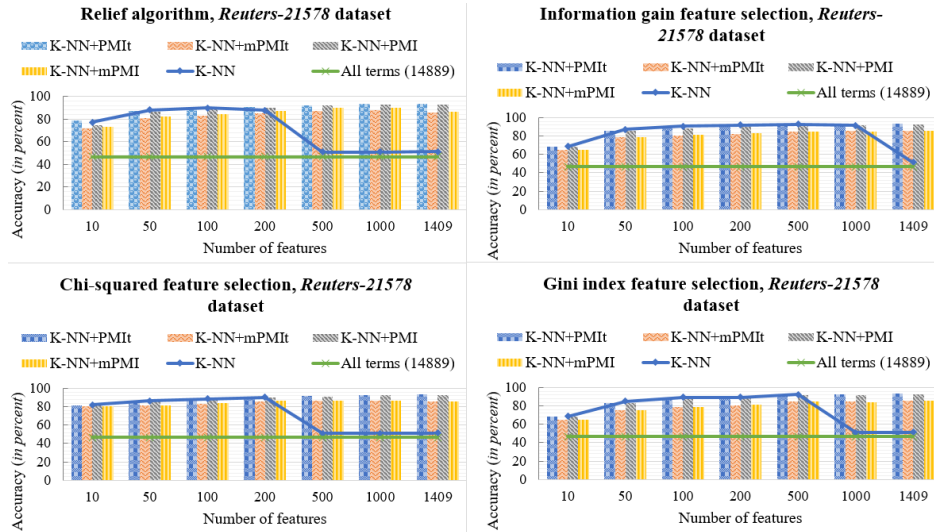 Relief algorithm, Reuters-21578 dataset
K-NN+PMIt K-NN+mPMIt K-NN+PMI
K-NN+mPMI K-NN All terms (14889)
Accuracy (in percent)
100
80
60
40
20
0
10 50 100 200 500 1000 1409
Number of features
Information gain feature selection, Reuters-
21578 dataset
K-NN+PMIt K-NN+mPMIt K-NN+PMI
K-NN+mPMI K-NN All terms (14889)
Accuracy (in percent)
100
80
60
40
20
0
10 50 100 200 500 1000 1409
Number of features
Chi-squared feature selection, Reuters-21578
dataset
K-NN+PMIt K-NN+mPMIt K-NN+PMI
K-NN+mPMI K-NN All terms (14889)
Accuracy (in percent)
100
80
60
40
20
0
10 50 100 200 500 1000 1409
Number of features
Gini index feature selection, Reuters-21578
dataset
K-NN+PMIt K-NN+mPMIt K-NN+PMI
K-NN+mPMI K-NN All terms (14889)
Accuracy (in percent)
100
80
60
40
20
0
10 50 100 200 500 1000 1409
Number of features